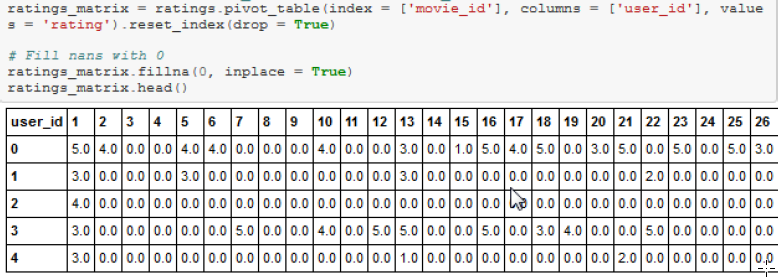 ratings_matrix = ratings.pivot_table(index = ['movie_id'], columns = ['user_id'], value
s = 'rating').reset_index(drop = True)
# Fill nans with 0
ratings_matrix.fillna(0, inplace = True)
ratings_matrix.head()
user_id 1 2 3 4 5 6 7 8 9 10 11 12 13 14 15 16 17 18 19 20 21 22 23 24 25 26
0 5.0 4.0 0.0 0.0 4.0 4.0 0.0 0.0 0.0 4.0 0.0 0.0 3.0 0.0 1.0 5.0 4.0 5.0 0.0 3.0 5.0 0.0 5.0 0.0 5.0 3.0
1 3.0 0.0 0.0 0.0 3.0 0.0 0.0 0.0 0.0 0.0 0.0 0.0 3.0 0.0 0.0 0.0 0.0 0.0 0.0 0.0 0.0 2.0 0.0 0.0 0.0 0.0
2 4.0 0.0 0.0 0.0 0.0 0.0 0.0 0.0 0.0 0.0 0.0 0.0 0.0 0.0 0.0 0.0 0.0 0.0 0.0 0.0 0.0 0.0 0.0 0.0 0.0 0.0
3 3.0 0.0 0.0 0.0 0.0 0.0 5.0 0.0 0.0 4.0 0.0 5.0 5.0 0.0 0.0 5.0 0.0 3.0 4.0 0.0 0.0 5.0 0.0 0.0 0.0 0.0
4 3.0 0.0 0.0 0.0 0.0 0.0 0.0 0.0 0.0 0.0 0.0 0.0 1.0 0.0 0.0 0.0 0.0 0.0 0.0 0.0 2.0 0.0 0.0 0.0 0.0 0.0